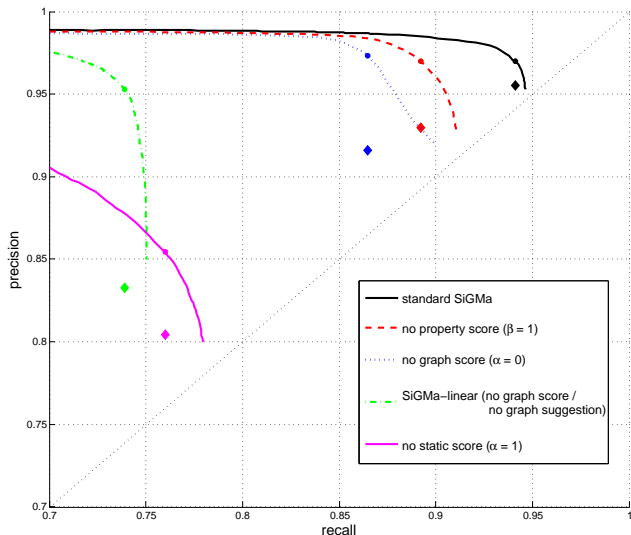 1
0.95
0.9
0.85
0.8
0.75
0.7
precision
0.7
0.75
0.8
0.85
0.9
0.95
1
recall
standard SiGMa
no property score (β = 1)
no graph score (α = 0)
SiGMa−linear (no graph score /
no graph suggestion)
no static score (α = 1)